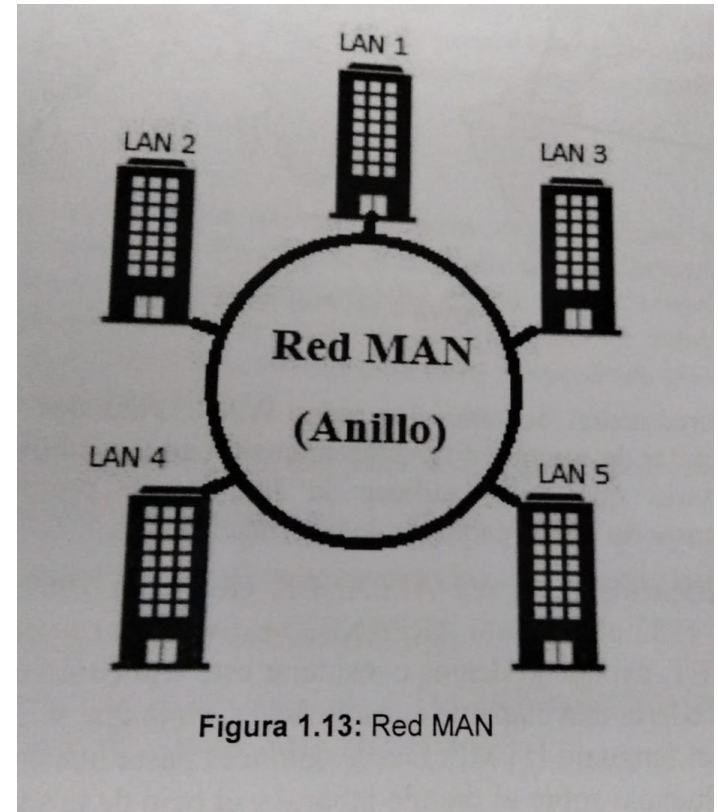 LAN 1
LAN 2
LAN 3
Red MAN
(Anillo)
LAN 4
LAN 5
Figura 1.13: Red MAN